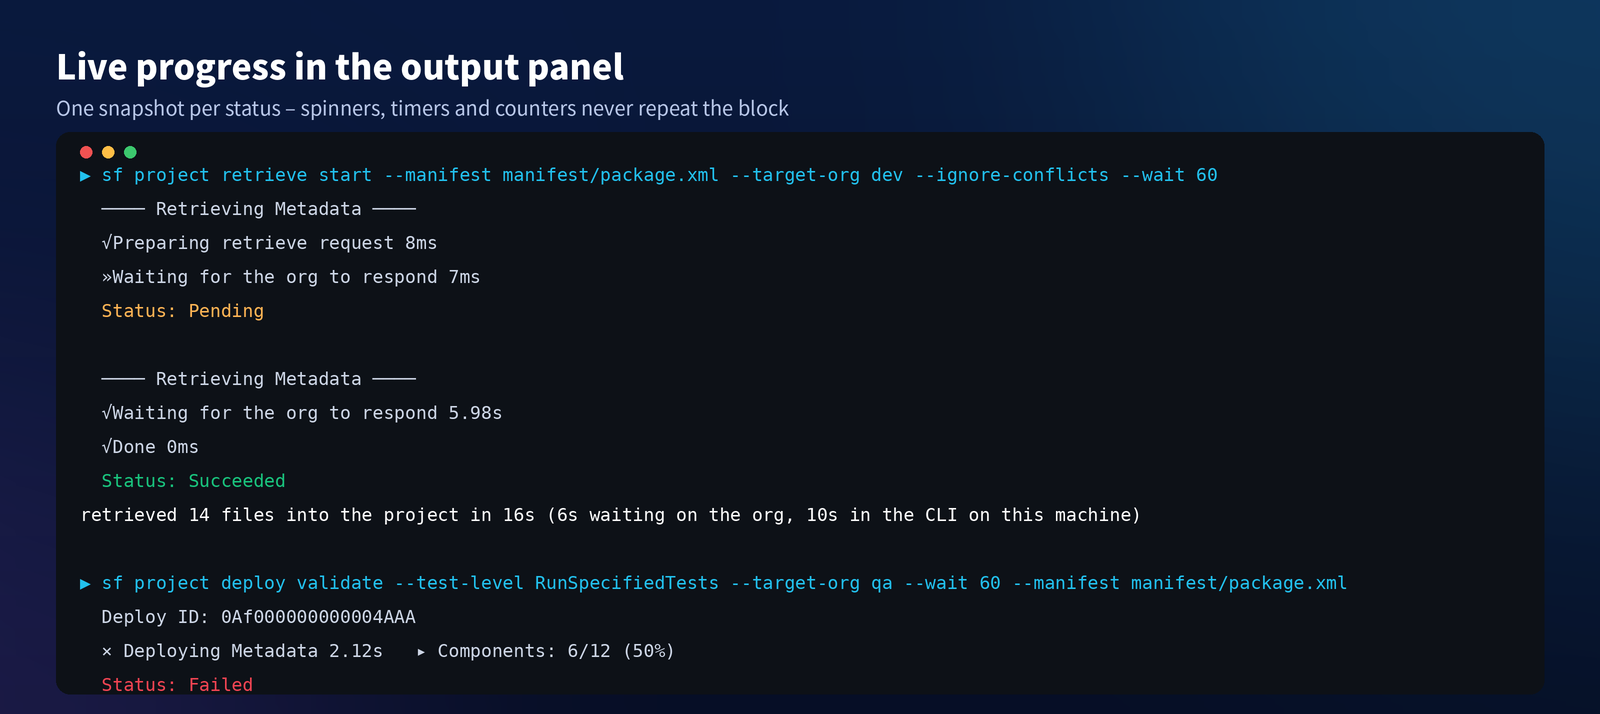 Live progress in the output panel
One snapshot per status – spinners, timers and counters never repeat the block
▶ sf project retrieve start --manifest manifest/package.xml --target-org dev --ignore-conflicts --wait 60
──── Retrieving Metadata ────
√Preparing retrieve request 8ms
»Waiting for the org to respond 7ms
Status: Pending
──── Retrieving Metadata ────
√Waiting for the org to respond 5.98s
√Done 0ms
Status: Succeeded
retrieved 14 files into the project in 16s (6s waiting on the org, 10s in the CLI on this machine)
▶ sf project deploy validate --test-level RunSpecifiedTests --target-org qa --wait 60 --manifest manifest/package.xml
Deploy ID: 0Af000000000004AAA
× Deploying Metadata 2.12s ▸ Components: 6/12 (50%)
Status: Failed